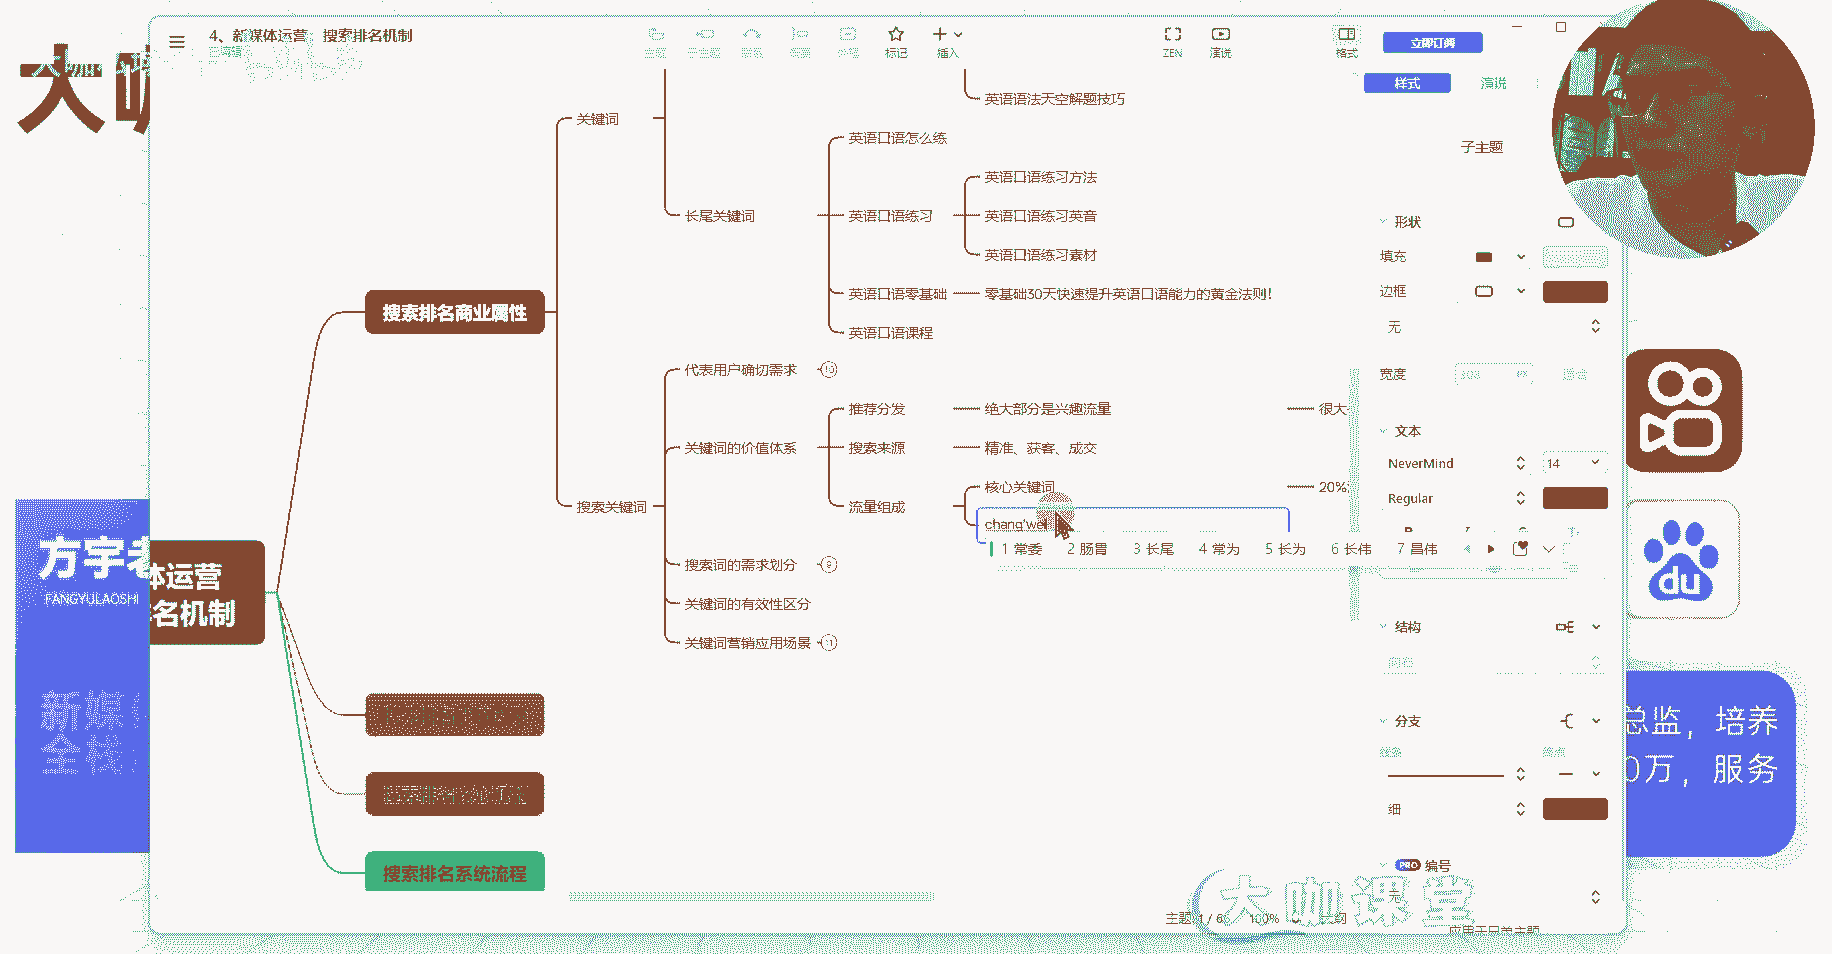 4、新媒体运营 搜索排名机制
已编辑
标记
插入
ZEN
演说
格式
立即订阅
样式
演说
大咖
关键词
英语语法天空解题技巧
英语口语怎么练
长尾关键词
英语口语练习
英语口语练习方法
英语口语练习英音
英语口语练习素材
英语口语零基础
零基础30天快速提升英语口语能力的黄金法则！
英语口语课程
搜索排名商业属性
搜索关键词
代表用户确切需求
10
关键词的价值体系
推荐分发
绝大部分是兴趣流量
很大
搜索来源
精准、获客、成交
流量组成
核心关键词
20%
chang'wei
1 常委 2 肠胃 3 长尾 4 常为 5 长为 6 长伟 7 昌伟
搜索词的需求划分
9
关键词的有效性区分
关键词营销应用场景
11
体运营
名机制
搜索排名系统流程
子主题
形状
填充
边框
无
宽度
文本
NeverMind
14
Regular
结构
分支
细
PRO 编号
无
方宇老
FANGYULAOSHI
新媒
全栈
du
总监，培养
0万，服务
大咖课堂
主题
100%